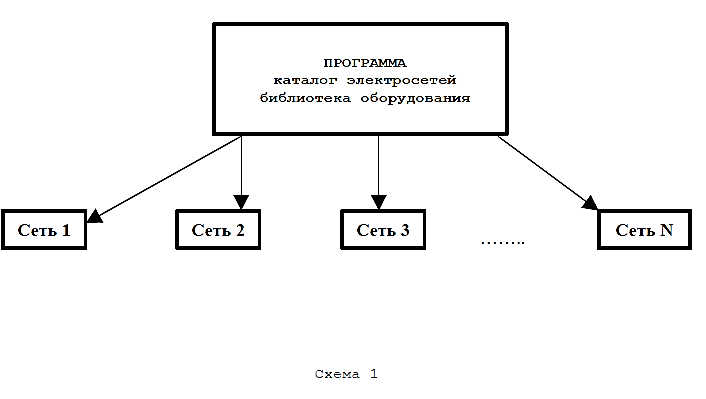 ПРОГРАММА
каталог электросетей
библиотека оборудования
Сеть 1
Сеть 2
Сеть 3
........
Сеть N
Схема 1